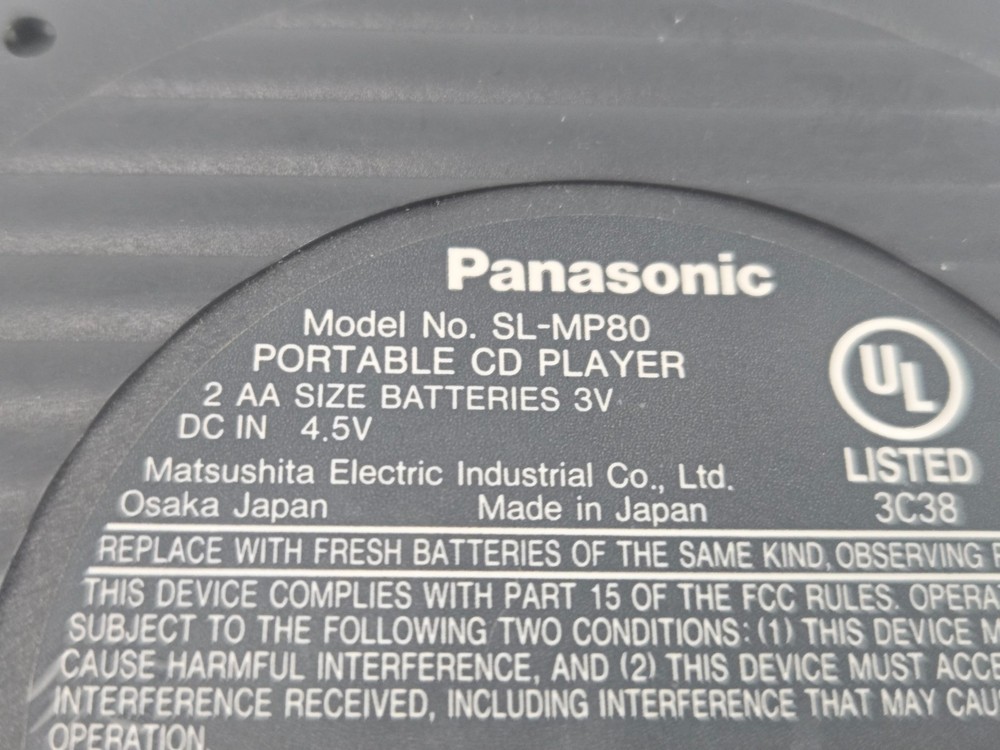 Panasonic
Model No. SL-MP80
PORTABLE CD PLAYER
2 AA SIZE BATTERIES 3V
DC IN 4.5V
UL
LISTED
3C38
Matsushita Electric Industrial Co., Ltd.
Osaka Japan Made in Japan
REPLACE WITH FRESH BATTERIES OF THE SAME KIND, OBSERVING
THIS DEVICE COMPLIES WITH PART 15 OF THE FCC RULES. OPERA
SUBJECT TO THE FOLLOWING TWO CONDITIONS: (1) THIS DEVICE M
CAUSE HARMFUL INTERFERENCE, AND (2) THIS DEVICE MUST ACCE
INTERFERENCE RECEIVED, INCLUDING INTERFERENCE THAT MAY CAU
OPERATION.